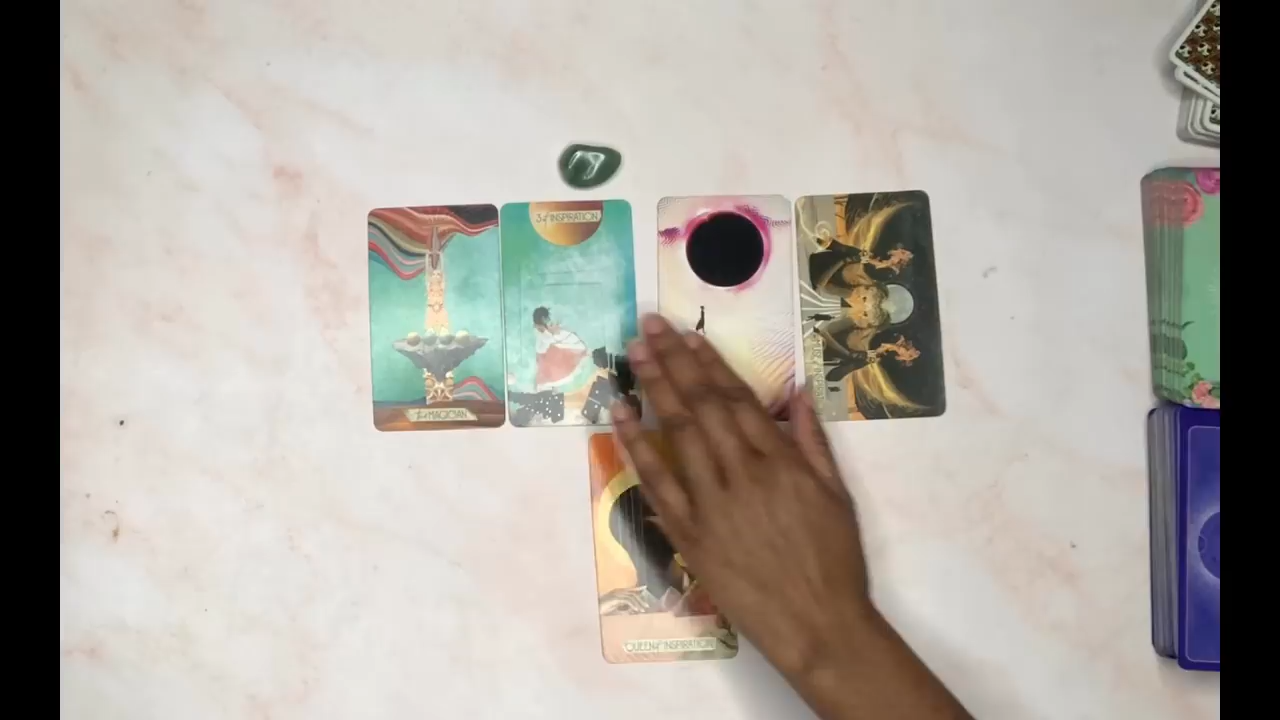 3 of INSPIRATION
The MAGICIAN
QUEEN of INSPIRATION